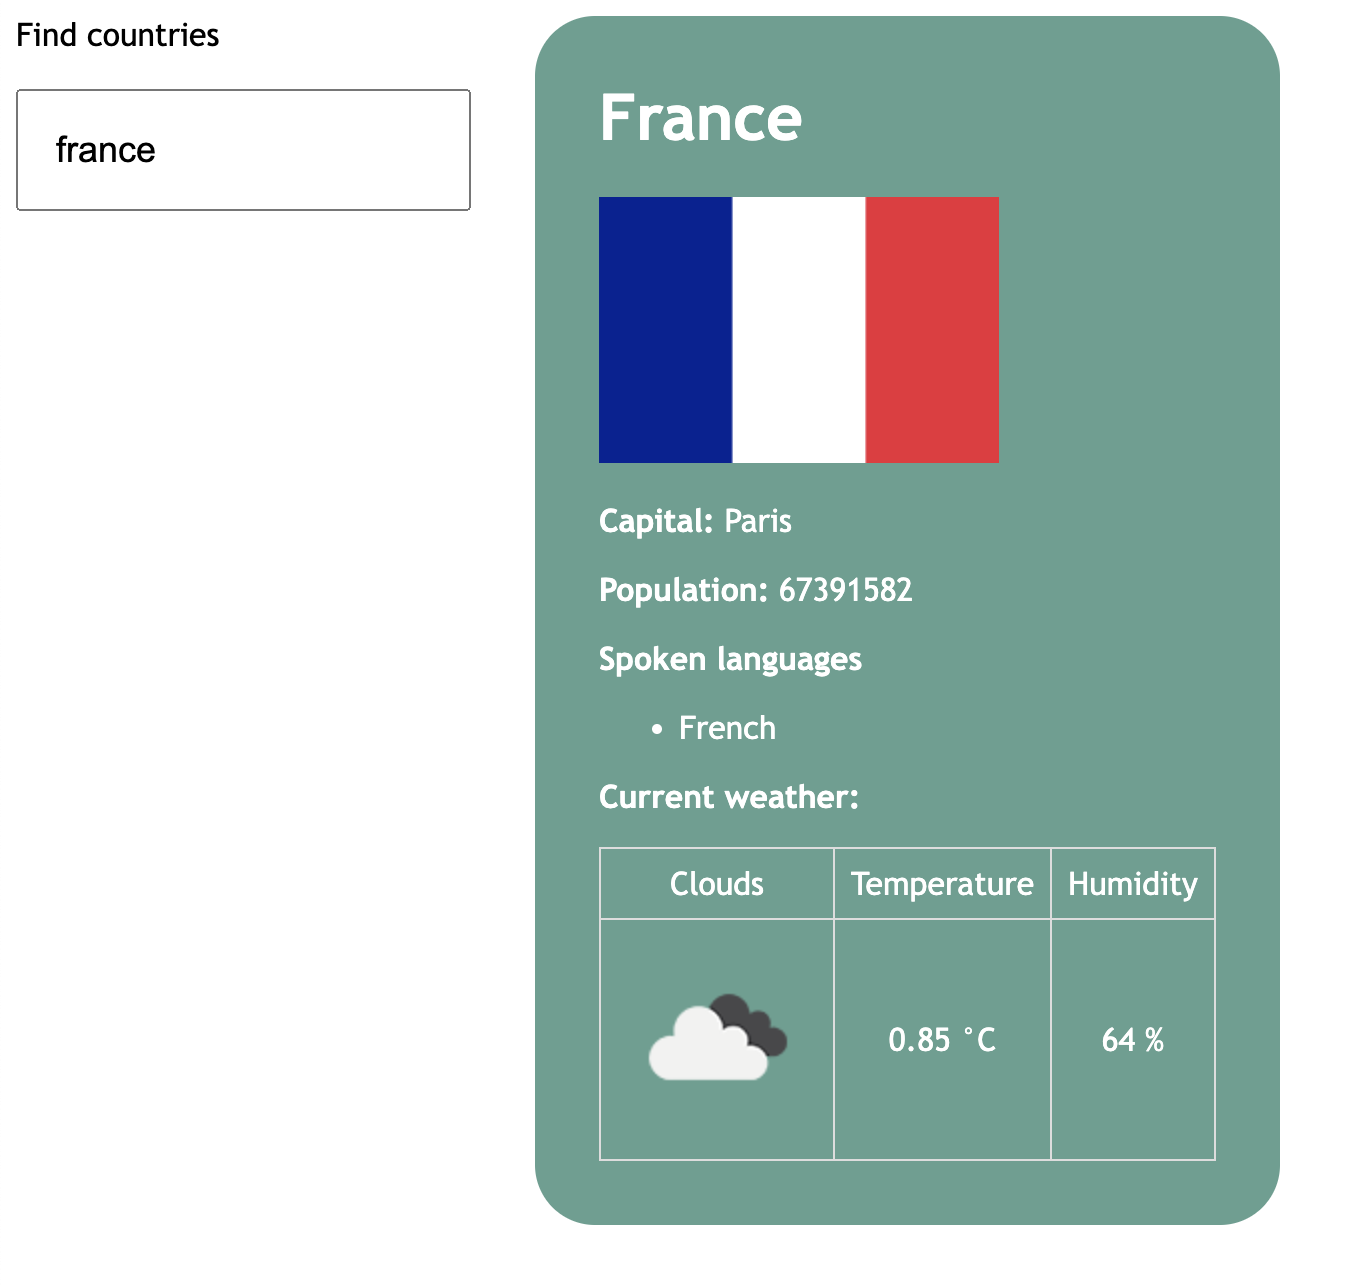 Find countries
france
France
Capital: Paris
Population: 67391582
Spoken languages
• French
Current weather:
Clouds Temperature Humidity
0.85 °C 64 %